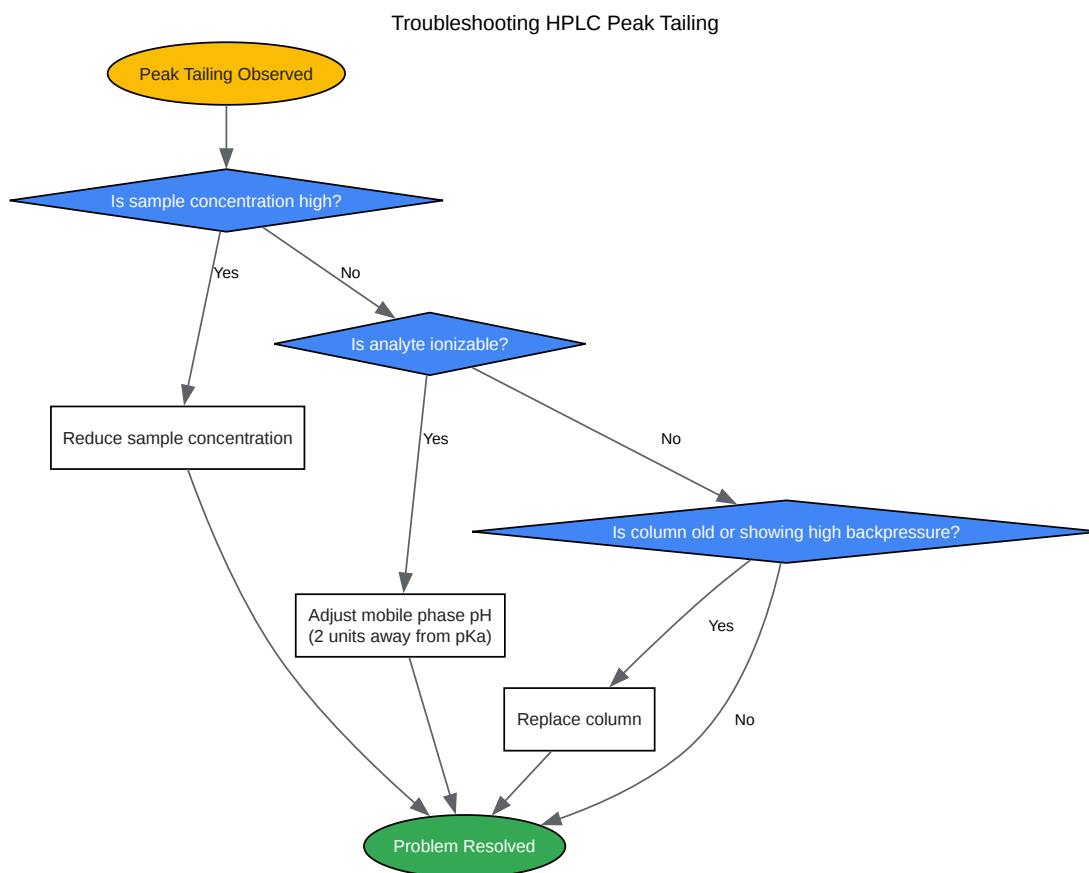 Troubleshooting HPLC Peak Tailing
Peak Tailing Observed
Is sample concentration high?
Yes
No
Is analyte ionizable?
Reduce sample concentration
Yes
No
Is column old or showing high backpressure?
Adjust mobile phase pH
(2 units away from pKa)
Yes
Replace column
No
Problem Resolved